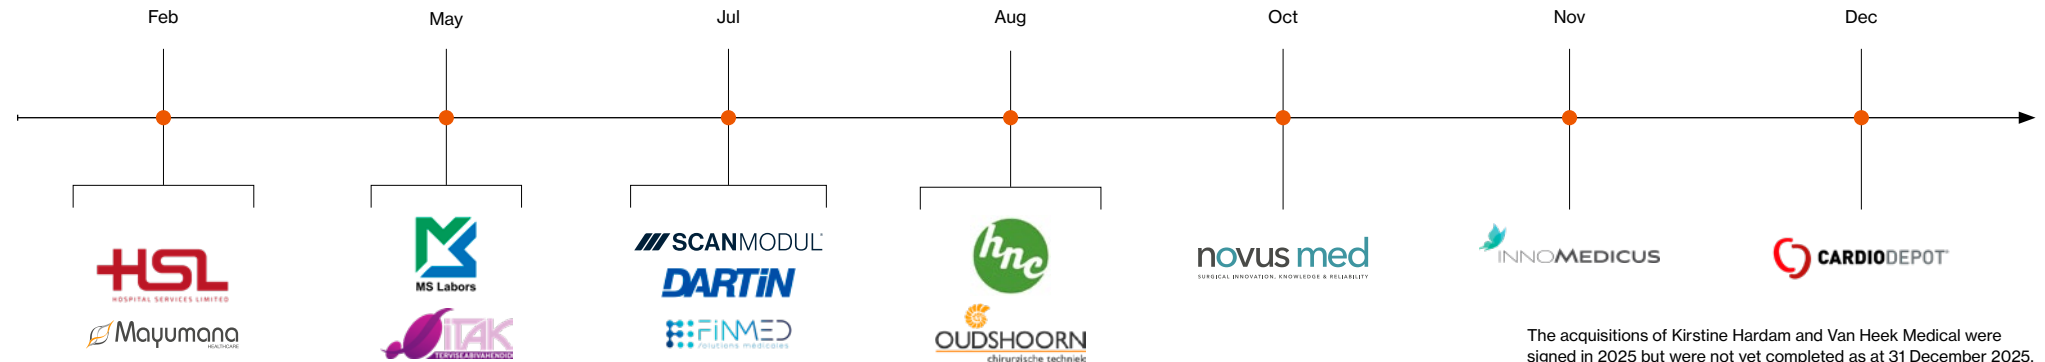 Feb
May
Jul
Aug
Oct
Nov
Dec
HSL
HOSPITAL SERVICES LIMITED
Mayumana
HEALTHCARE
MS Labors
iTAK
TERVISEABIVAHENDID
SCANMODUL
DARTIN
FINMED
solutions médicales
hnc
OUDSHOORN
chirurgische techniek
novus med
SURGICAL INNOVATION, KNOWLEDGE & RELIABILITY
INNOMEDICUS
CARDIODEPOT
The acquisitions of Kirstine Hardam and Van Heek Medical were
signed in 2025 but were not yet completed as at 31 December 2025.